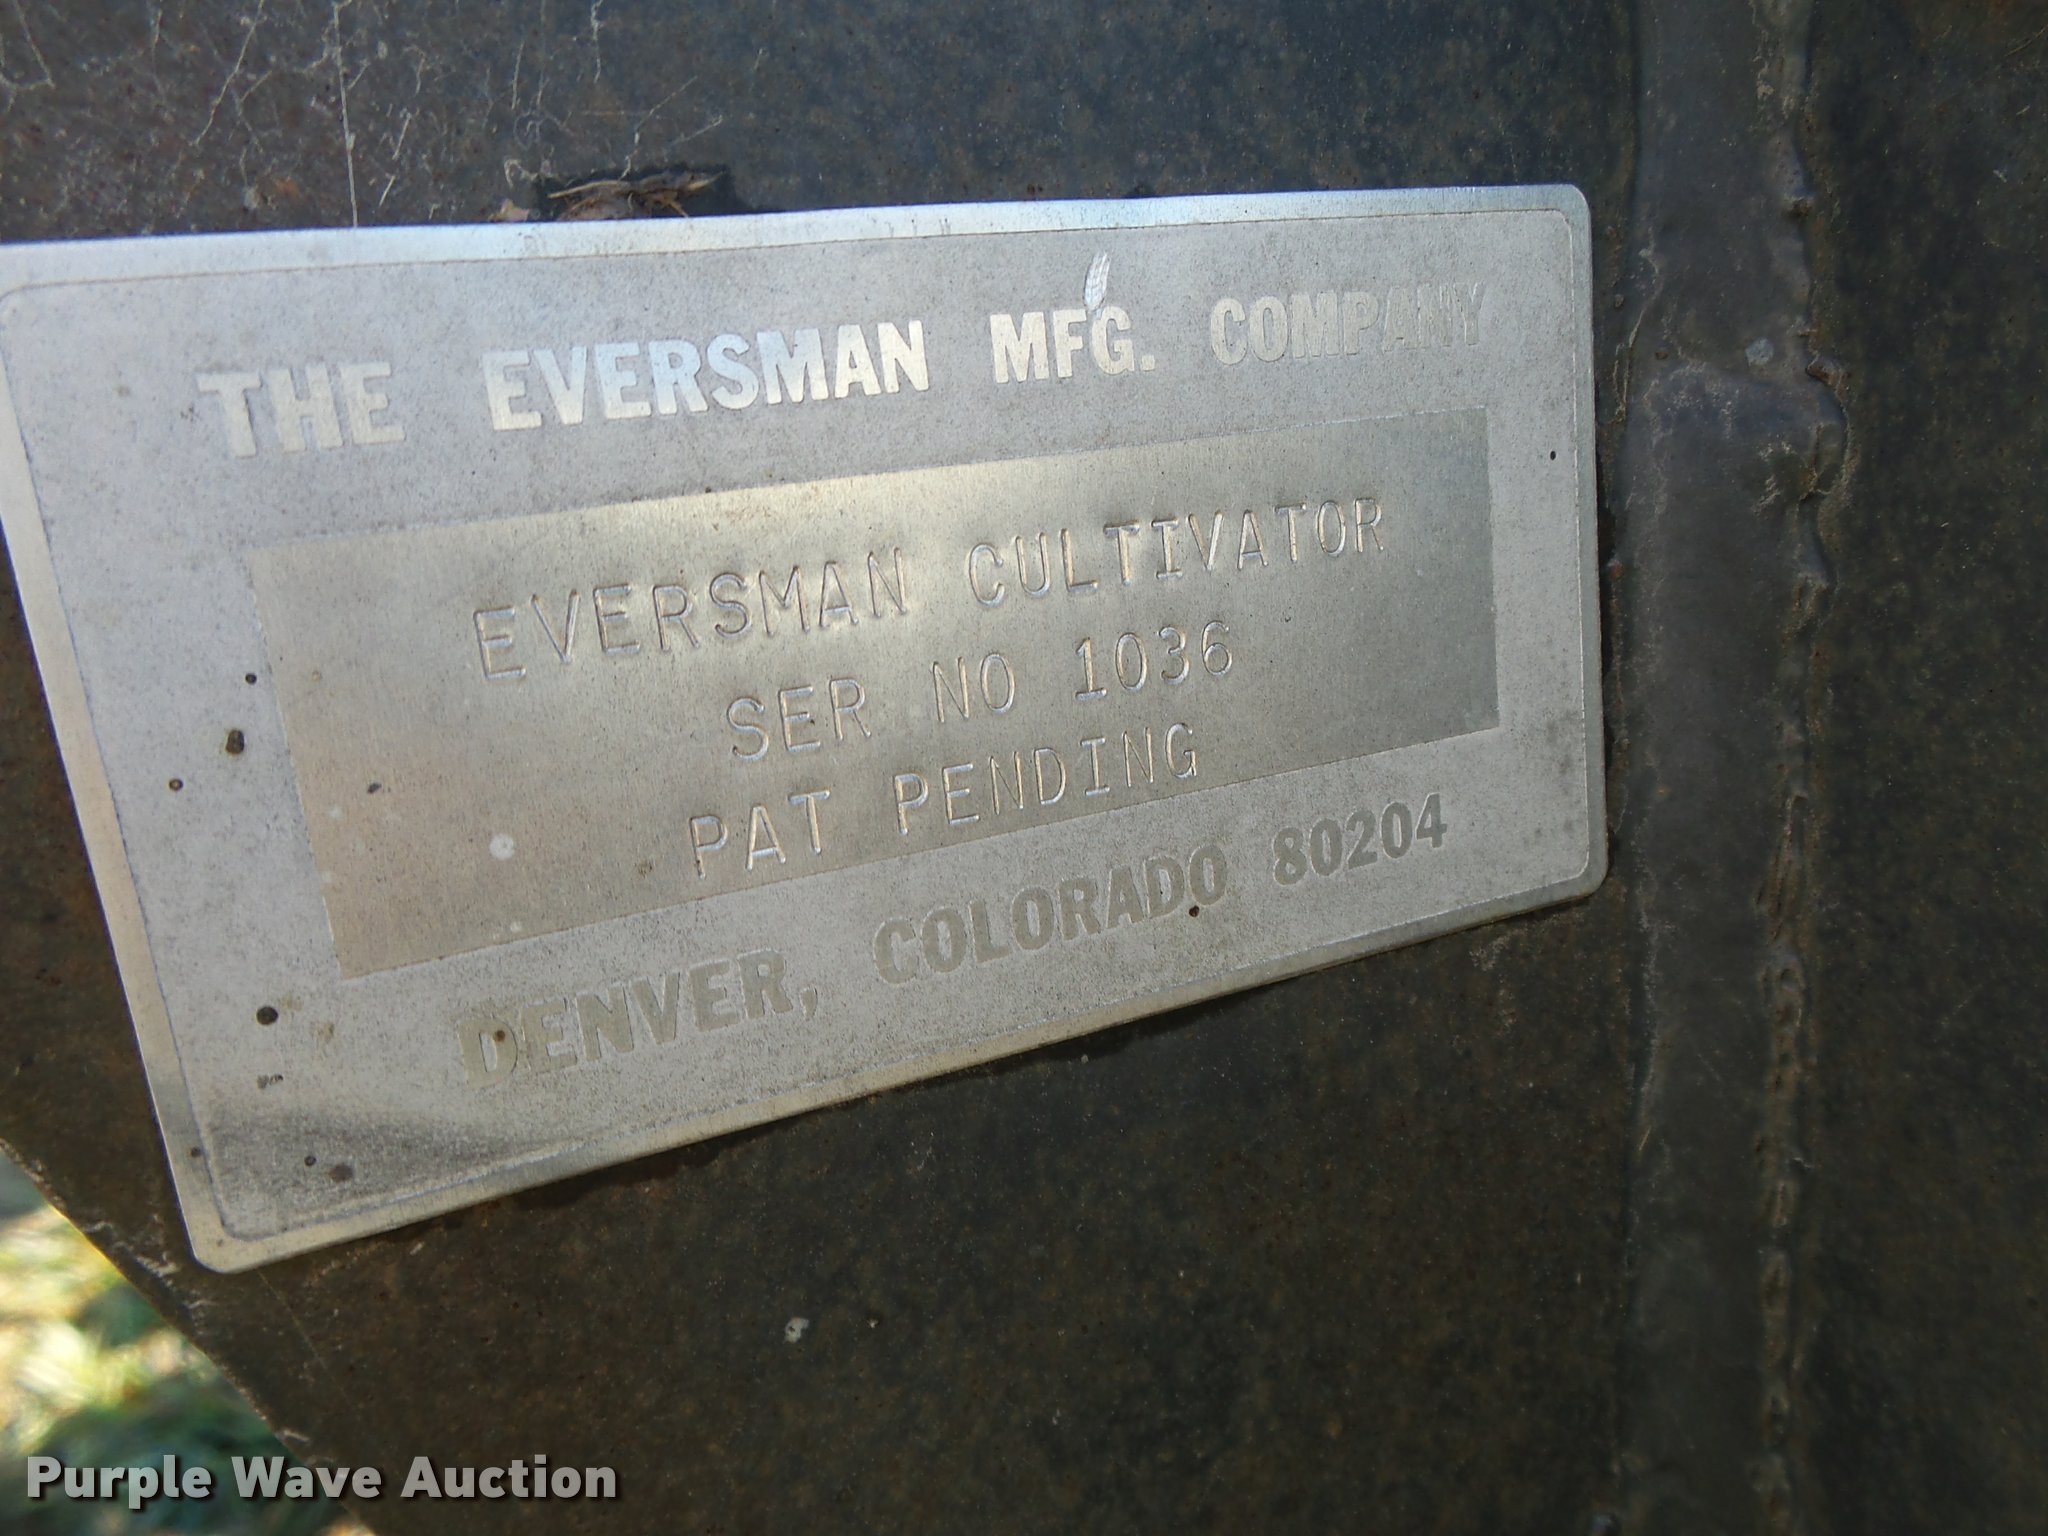 THE EVERSMAN MFG. COMPANY
EVERSMAN CULTIVATOR
SER NO 1036
PAT PENDING
DENVER, COLORADO 80204
Purple Wave Auction